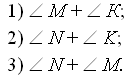 1) ∠ M + ∠ K;
2) ∠ N + ∠ K;
3) ∠ N + ∠ M.